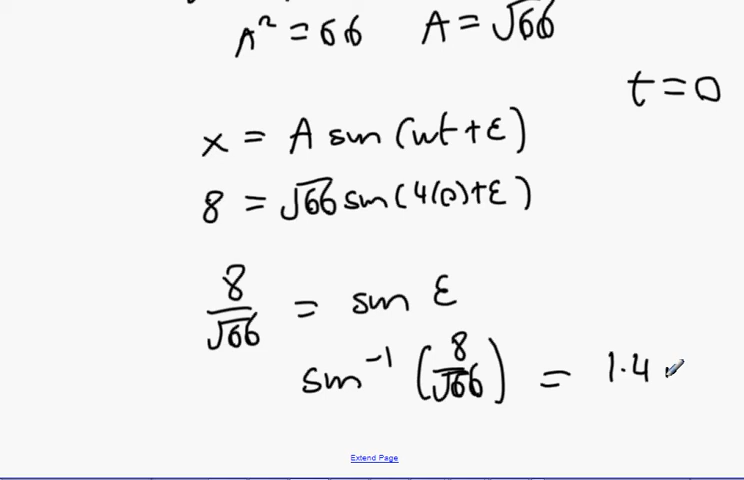 A² = 66 A = √66
t = 0
x = A sin (ωt + ε)
8 = √66 sin (4(0) + ε)
8/√66 = sin ε
sin⁻¹ (8/√66) = 1.4
Extend Page